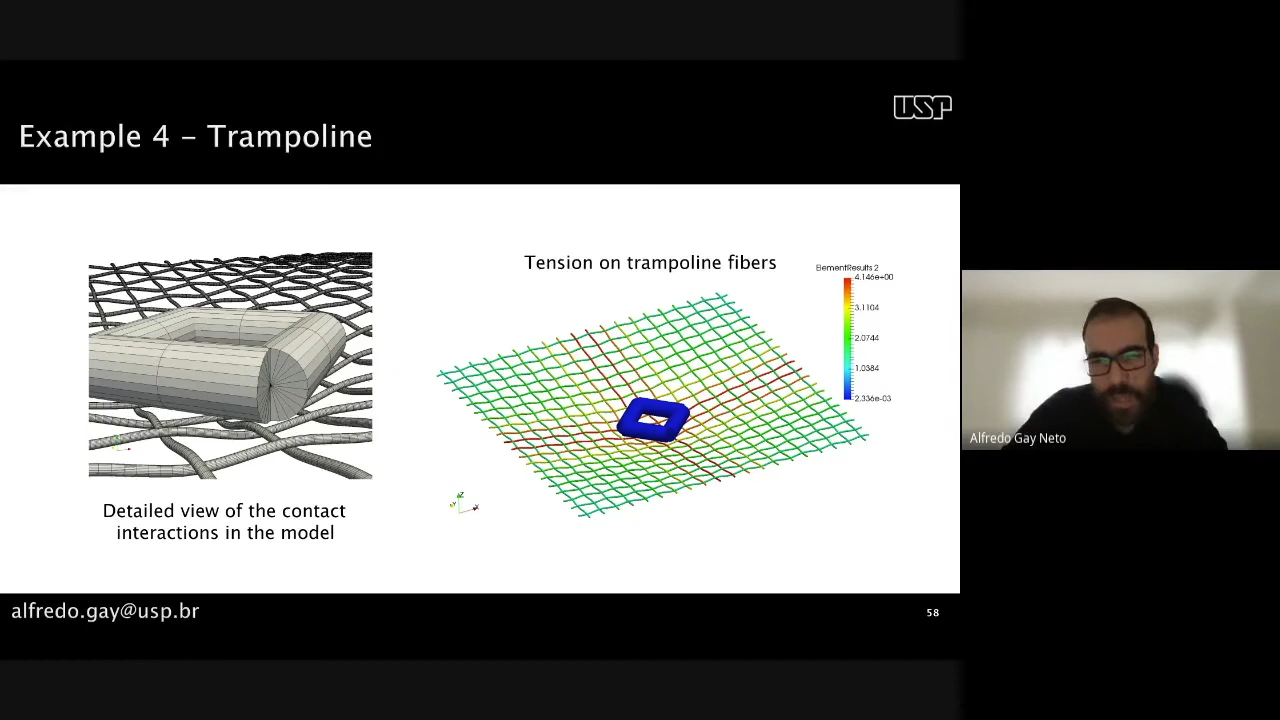 USP
Example 4 – Trampoline
Tension on trampoline fibers
ElementResults 2
4.146e+00
3.1104
2.0744
1.0384
2.336e-03
Detailed view of the contact
interactions in the model
Z
Y
X
Alfredo Gay Neto
alfredo.gay@usp.br
58